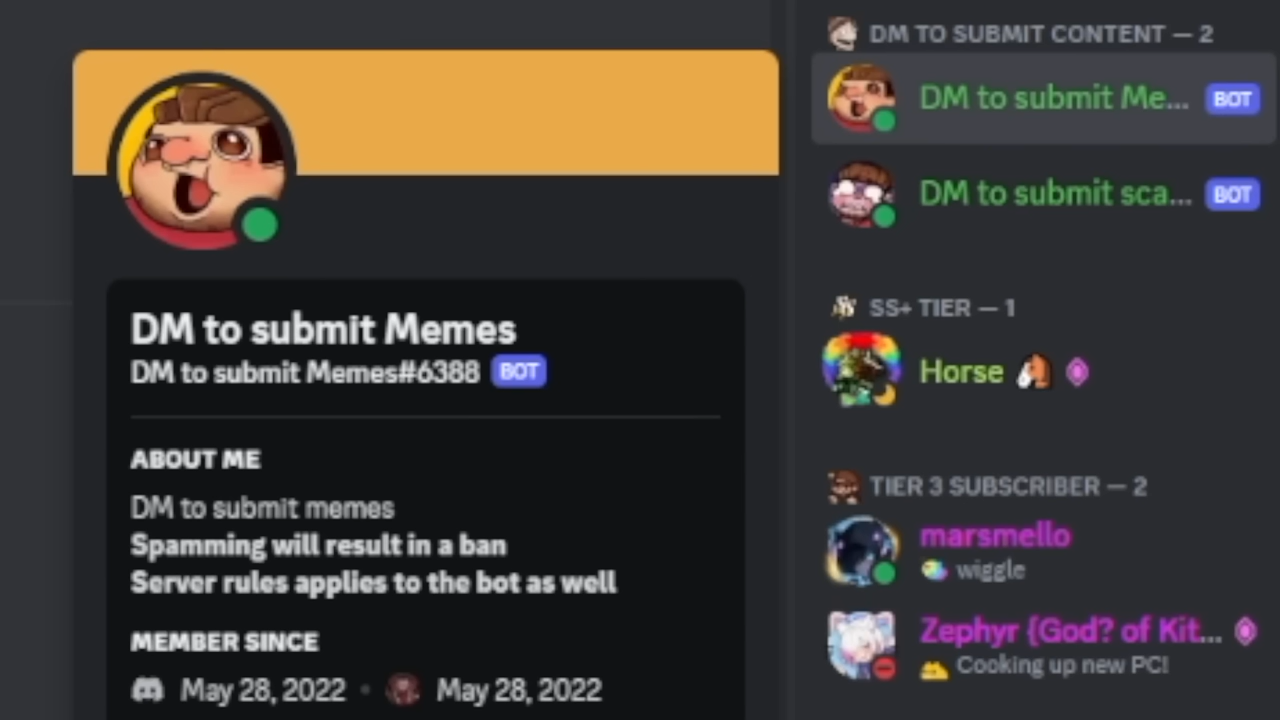 DM to submit Memes
DM to submit Memes#6388 BOT
ABOUT ME
DM to submit memes
Spamming will result in a ban
Server rules applies to the bot as well
MEMBER SINCE
May 28, 2022 • May 28, 2022
DM TO SUBMIT CONTENT — 2
DM to submit Me... BOT
DM to submit sca... BOT
SS+ TIER — 1
Horse
TIER 3 SUBSCRIBER — 2
marsmello
wiggle
Zephyr {God? of Kit...
Cooking up new PC!